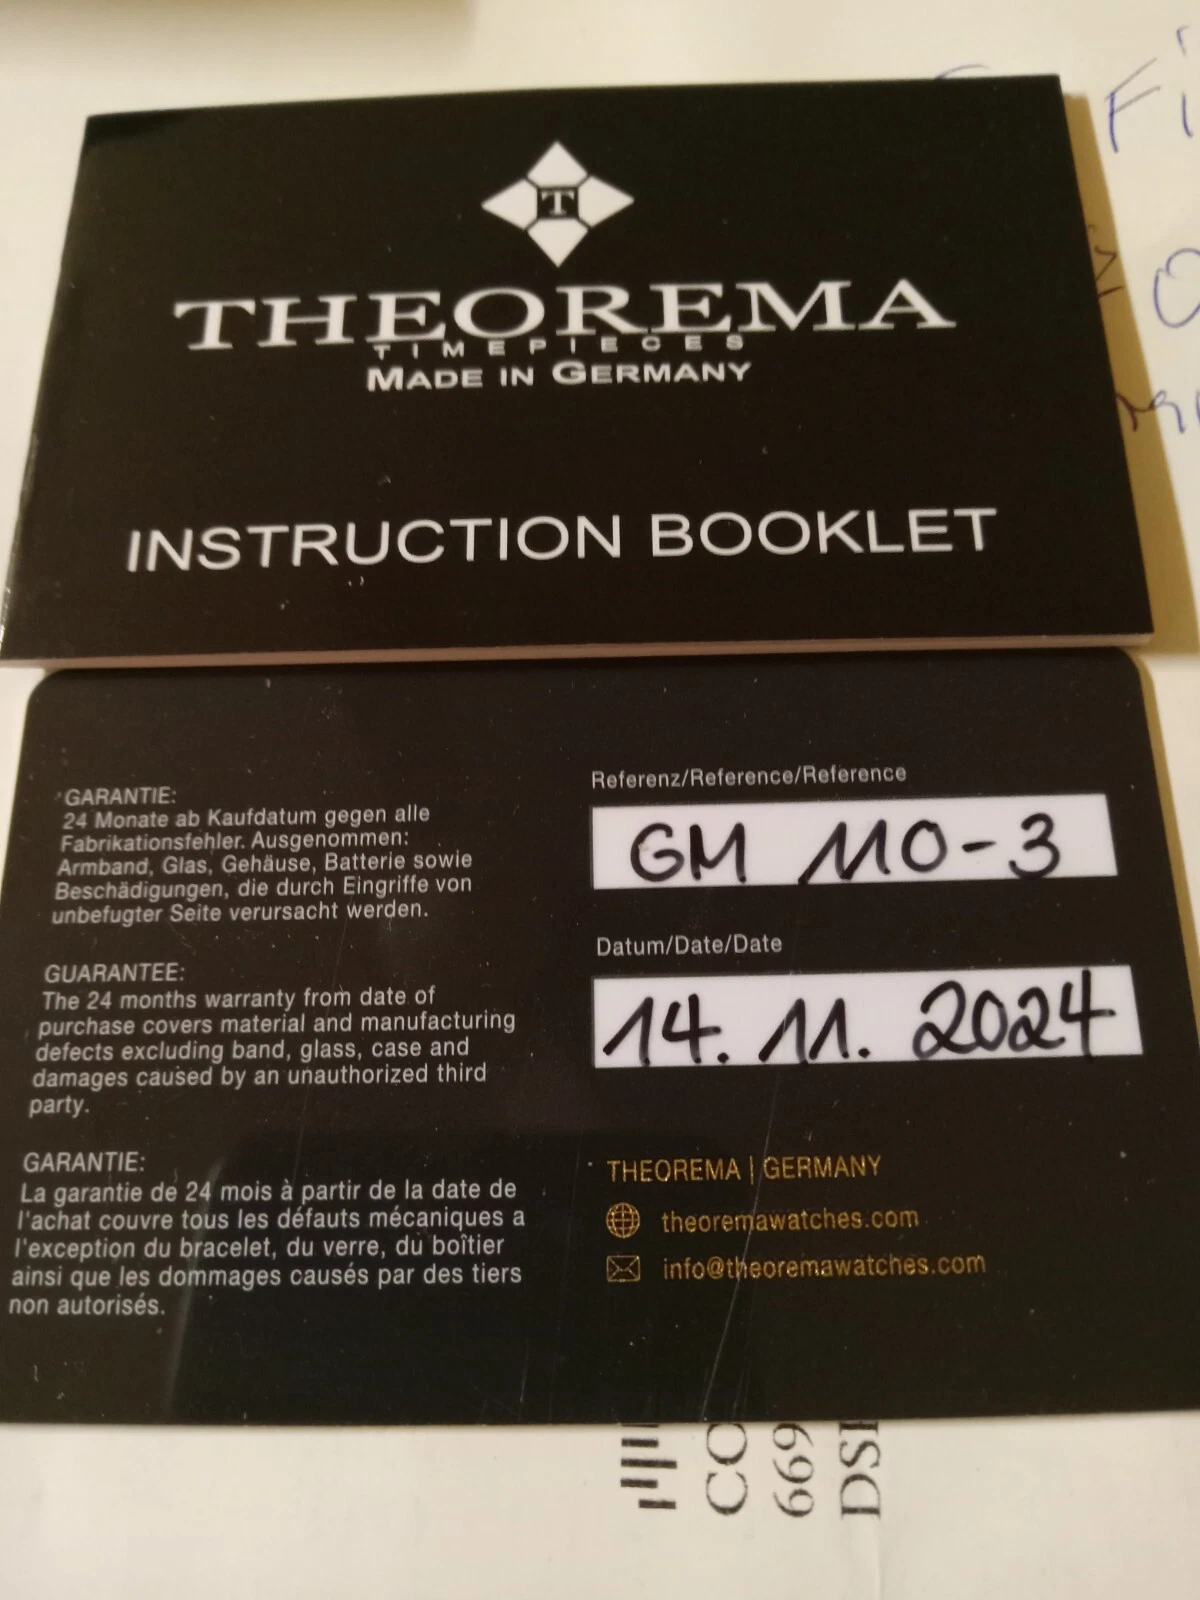 T
THEOREMA
TIMEPIECES
MADE IN GERMANY
INSTRUCTION BOOKLET
GARANTIE:
24 Monate ab Kaufdatum gegen alle
Fabrikationsfehler. Ausgenommen:
Armband, Glas, Gehäuse, Batterie sowie
Beschädigungen, die durch Eingriffe von
unbefugter Seite verursacht werden.
GUARANTEE:
The 24 months warranty from date of
purchase covers material and manufacturing
defects excluding band, glass, case and
damages caused by an unauthorized third
party.
GARANTIE:
La garantie de 24 mois à partir de la date de
l'achat couvre tous les défauts mécaniques a
l'exception du bracelet, du verre, du boîtier
ainsi que les dommages causés par des tiers
non autorisés.
Referenz/Reference/Reference
GM 110-3
Datum/Date/Date
14. 11. 2024
THEOREMA | GERMANY
theoremawatches.com
info@theoremawatches.com
CO
669